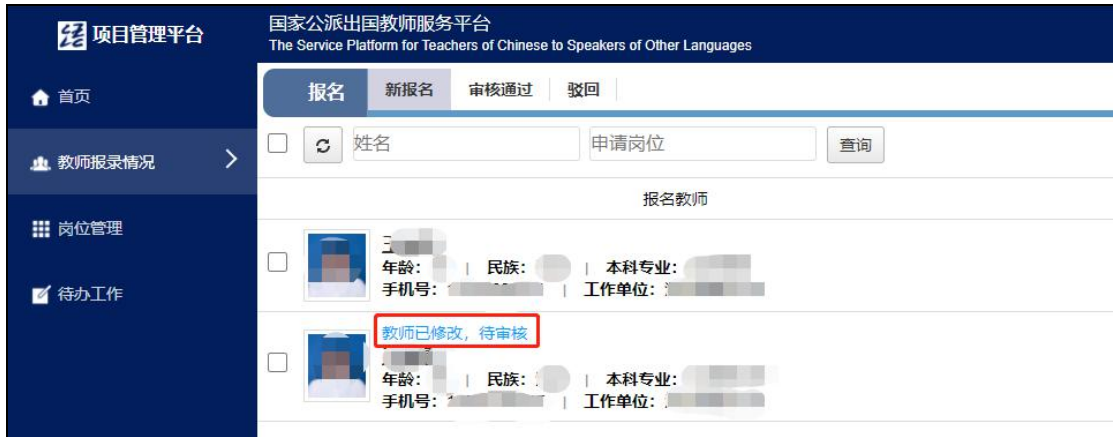 项目管理平台
国家公派出国教师服务平台
The Service Platform for Teachers of Chinese to Speakers of Other Languages
首页
教师报录情况
岗位管理
待办工作
报名 新报名 审核通过 驳回
姓名 申请岗位 查询
报名教师
年龄: | 民族: | 本科专业:
手机号: | 工作单位:
教师已修改，待审核
年龄: | 民族: | 本科专业:
手机号: | 工作单位: